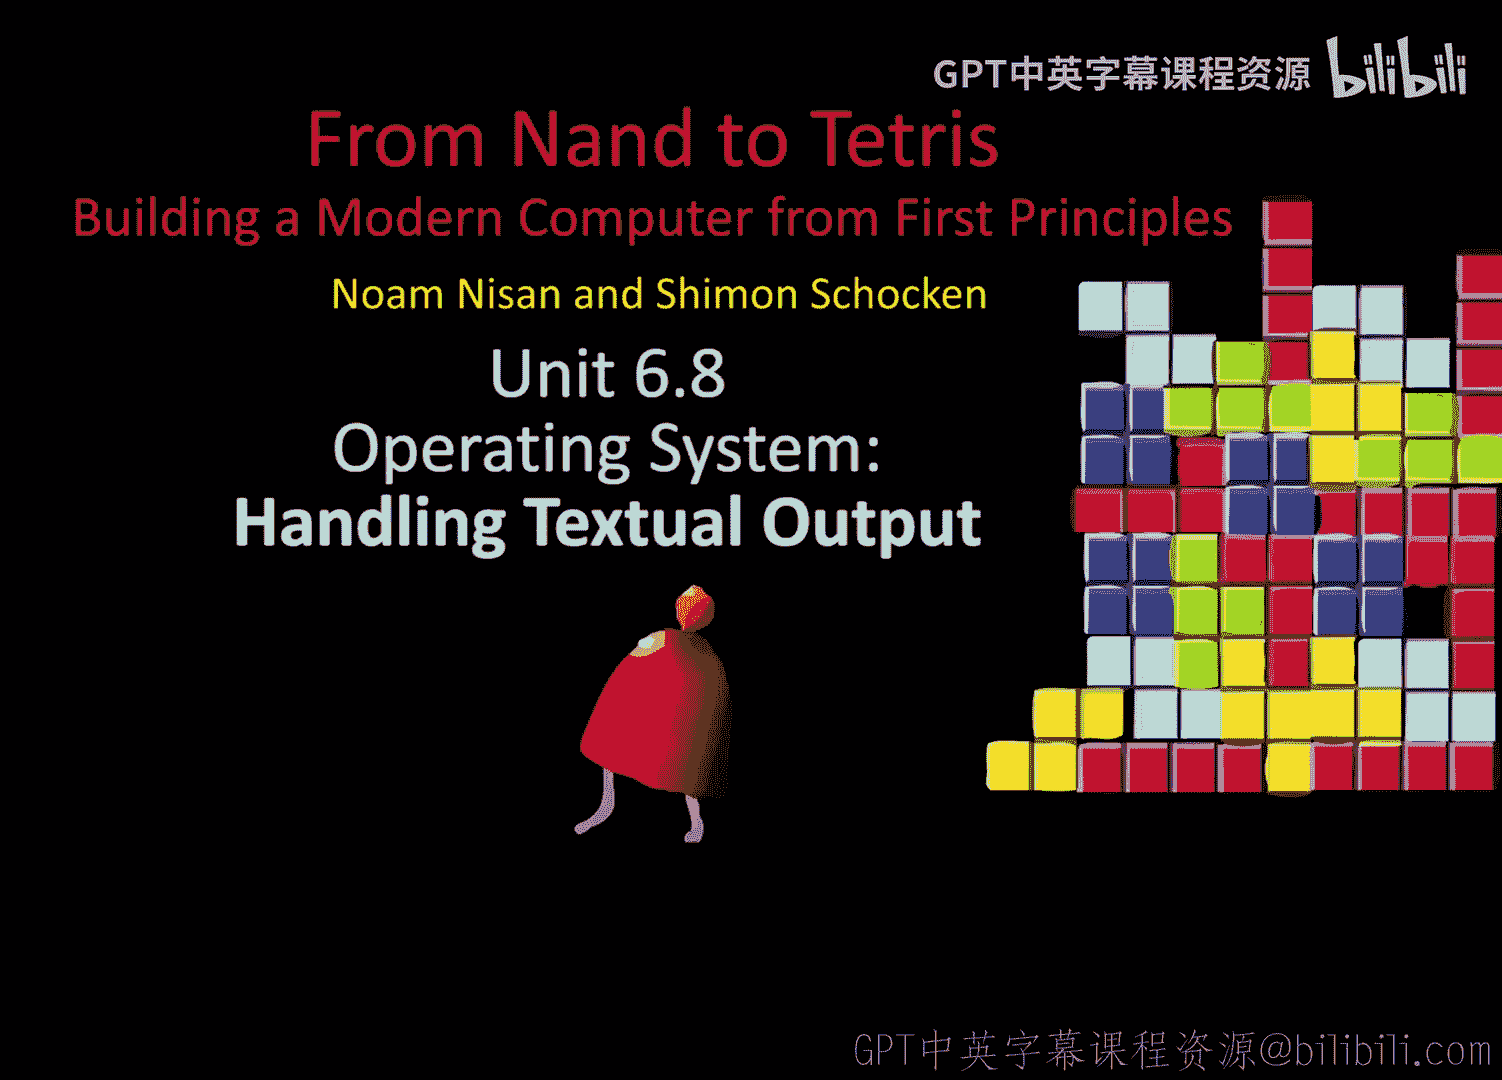 GPT中英字幕课程资源 bilibili
From Nand to Tetris
Building a Modern Computer from First Principles
Noam Nisan and Shimon Schocken
Unit 6.8
Operating System:
Handling Textual Output
GPT中英字幕课程资源@bilibili.com